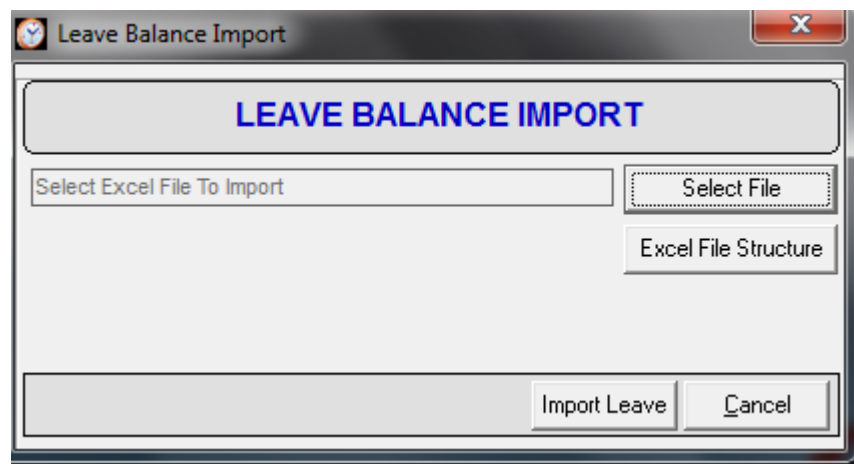 Leave Balance Import
LEAVE BALANCE IMPORT
Select Excel File To Import
Select File
Excel File Structure
Import Leave
Cancel